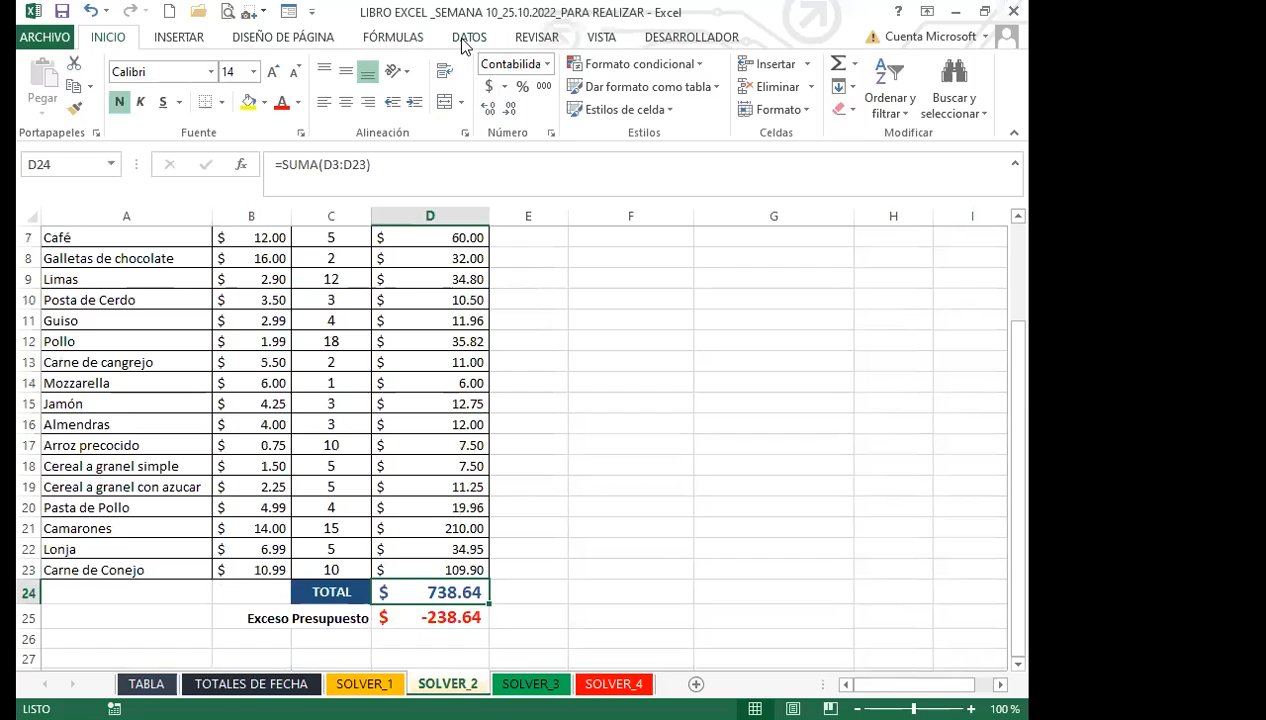 LIBRO EXCEL _SEMANA 10_25.10.2022_PARA REALIZAR - Excel
ARCHIVO INICIO INSERTAR DISEÑO DE PÁGINA FÓRMULAS DATOS REVISAR VISTA DESARROLLADOR Cuenta Microsoft
Pegar
Calibri 14
N K S
Contabilida
$ % 000
Formato condicional
Dar formato como tabla
Estilos de celda
Insertar
Eliminar
Formato
Ordenar y filtrar
Buscar y seleccionar
Portapapeles Fuente Alineación Número Estilos Celdas Modificar
D24 fx =SUMA(D3:D23)
A B C D E F G H I
7 Café $ 12.00 5 $ 60.00
8 Galletas de chocolate $ 16.00 2 $ 32.00
9 Limas $ 2.90 12 $ 34.80
10 Posta de Cerdo $ 3.50 3 $ 10.50
11 Guiso $ 2.99 4 $ 11.96
12 Pollo $ 1.99 18 $ 35.82
13 Carne de cangrejo $ 5.50 2 $ 11.00
14 Mozzarella $ 6.00 1 $ 6.00
15 Jamón $ 4.25 3 $ 12.75
16 Almendras $ 4.00 3 $ 12.00
17 Arroz precocido $ 0.75 10 $ 7.50
18 Cereal a granel simple $ 1.50 5 $ 7.50
19 Cereal a granel con azucar $ 2.25 5 $ 11.25
20 Pasta de Pollo $ 4.99 4 $ 19.96
21 Camarones $ 14.00 15 $ 210.00
22 Lonja $ 6.99 5 $ 34.95
23 Carne de Conejo $ 10.99 10 $ 109.90
24 TOTAL $ 738.64
25 Exceso Presupuesto $ -238.64
26
27
TABLA TOTALES DE FECHA SOLVER_1 SOLVER_2 SOLVER_3 SOLVER_4
LISTO 100 %